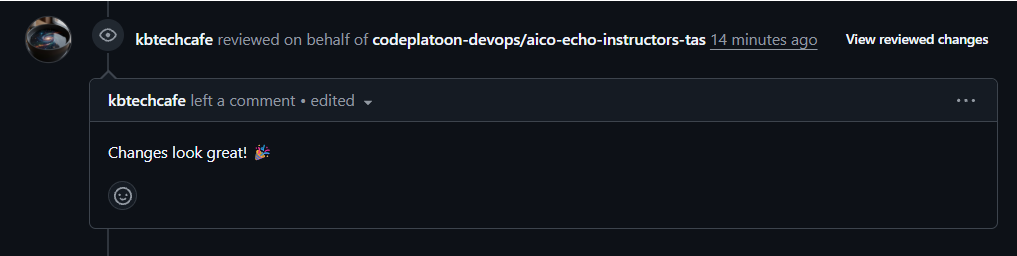 kbtechcafe reviewed on behalf of codeplatoon-devops/aico-echo-instructors-tas 14 minutes ago View reviewed changes
kbtechcafe left a comment • edited
Changes look great! 🎉